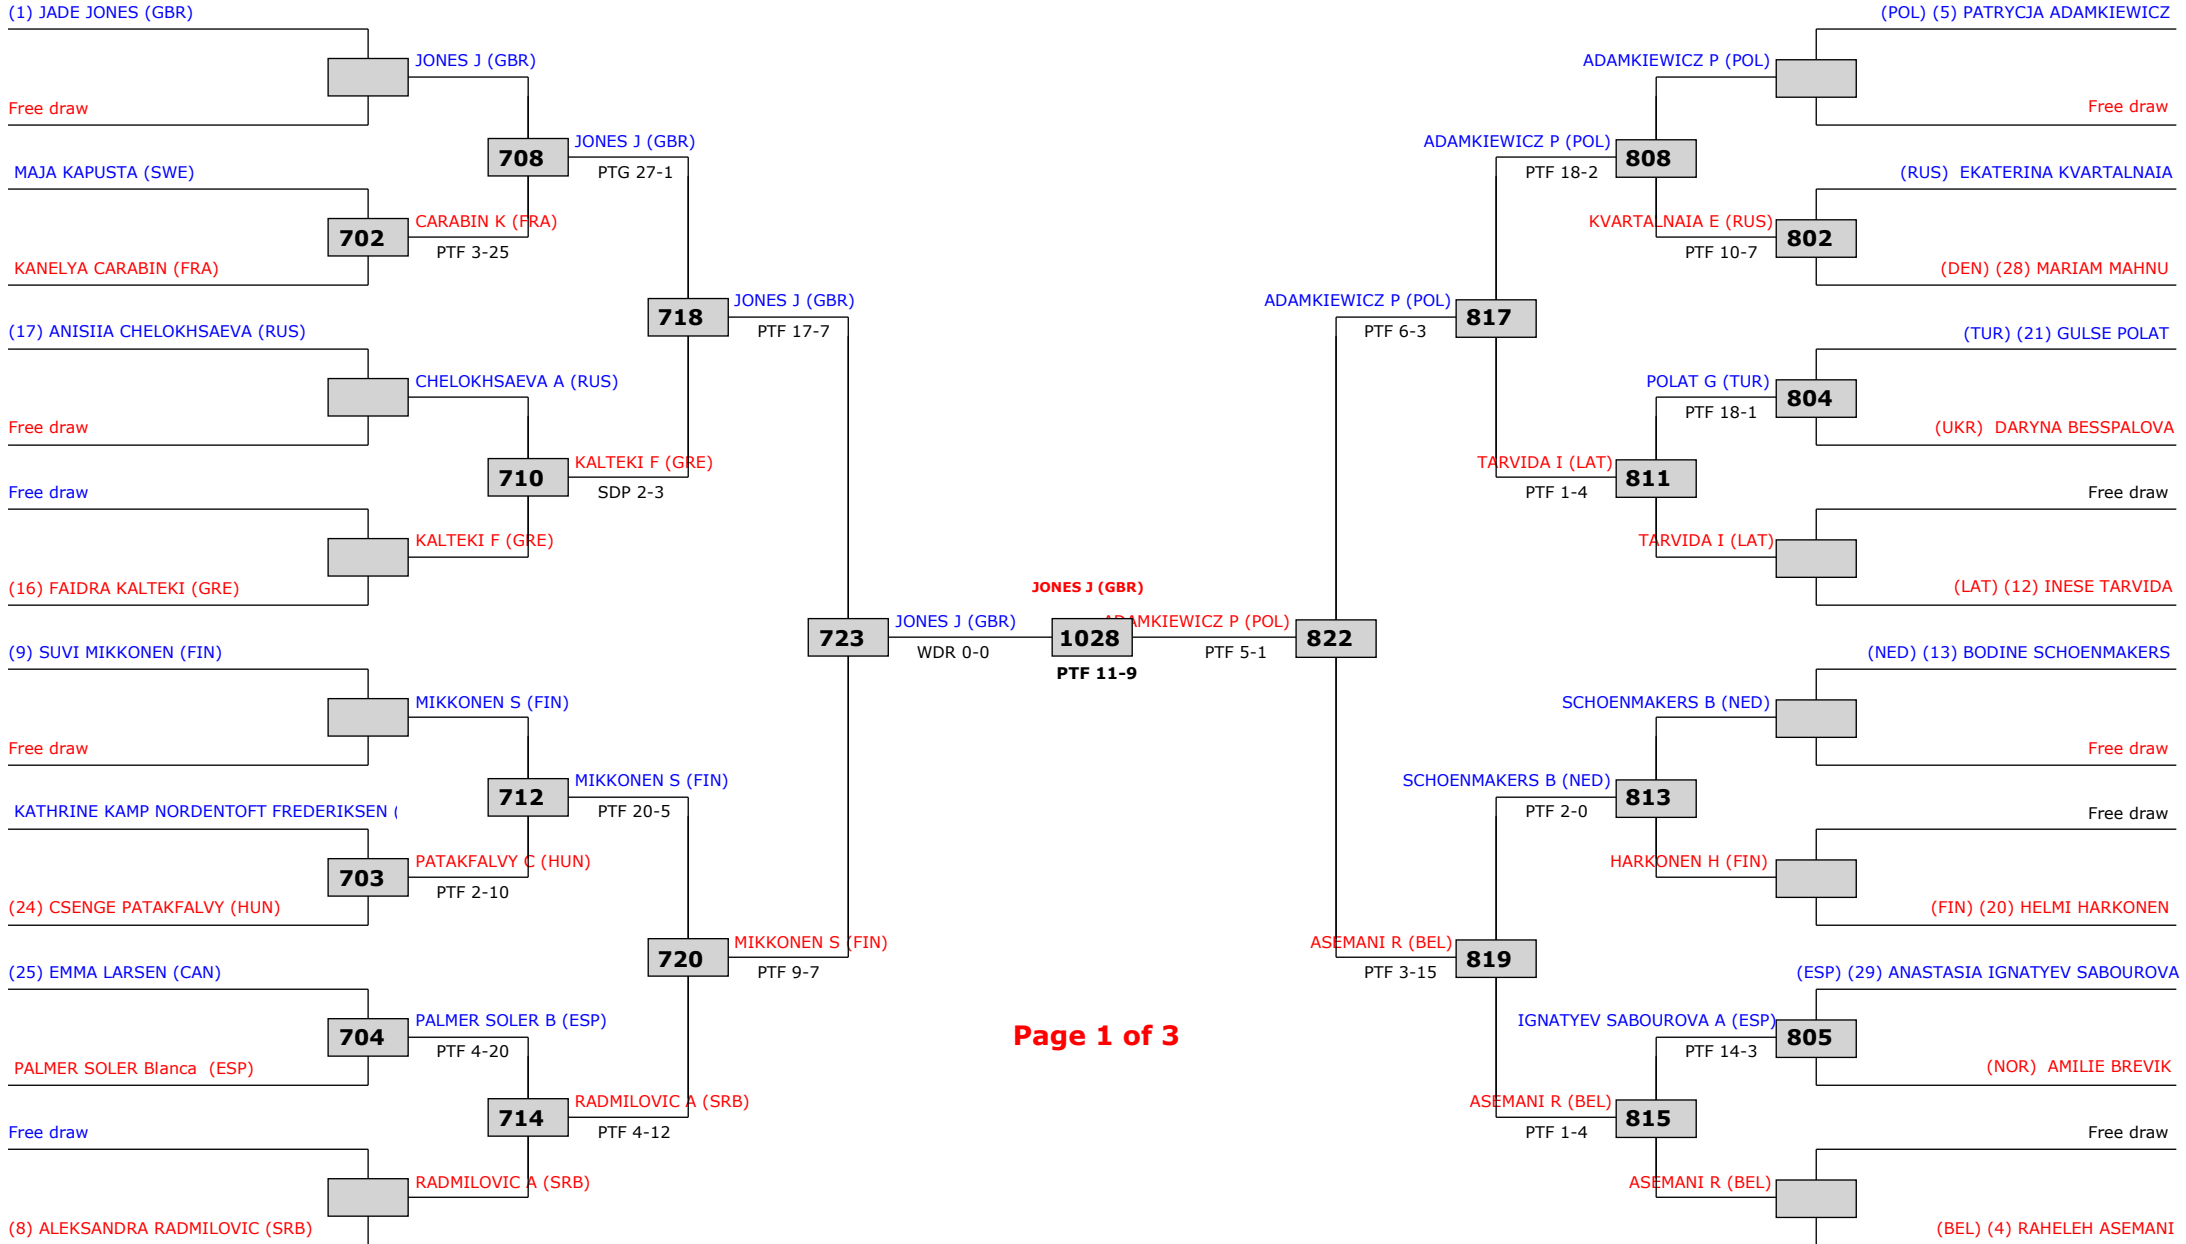 (1) JADE JONES (GBR)
(POL) (5) PATRYCJA ADAMKIEWICZ
JONES J (GBR)
ADAMKIEWICZ P (POL)
Free draw
Free draw
708
JONES J (GBR)
PTG 27-1
ADAMKIEWICZ P (POL)
PTF 18-2
808
MAJA KAPUSTA (SWE)
(RUS) EKATERINA KVARTALNAIA
702
CARABIN K (FRA)
PTF 3-25
KVARTALNAIA E (RUS)
PTF 10-7
802
KANELYA CARABIN (FRA)
(DEN) (28) MARIAM MAHNU
718
JONES J (GBR)
PTF 17-7
ADAMKIEWICZ P (POL)
PTF 6-3
817
(17) ANISIIA CHELOKHSAEVA (RUS)
(TUR) (21) GULSE POLAT
CHELOKHSAEVA A (RUS)
POLAT G (TUR)
PTF 18-1
804
Free draw
(UKR) DARYNA BESSPALOVA
710
KALTEKI F (GRE)
SDP 2-3
TARVIDA I (LAT)
PTF 1-4
811
Free draw
Free draw
KALTEKI F (GRE)
TARVIDA I (LAT)
(16) FAIDRA KALTEKI (GRE)
(LAT) (12) INESE TARVIDA
JONES J (GBR)
723
JONES J (GBR)
WDR 0-0
1028
PTF 11-9
ADAMKIEWICZ P (POL)
PTF 5-1
822
(9) SUVI MIKKONEN (FIN)
(NED) (13) BODINE SCHOENMAKERS
MIKKONEN S (FIN)
SCHOENMAKERS B (NED)
Free draw
Free draw
712
MIKKONEN S (FIN)
PTF 20-5
SCHOENMAKERS B (NED)
PTF 2-0
813
KATHRINE KAMP NORDENTOFT FREDERIKSEN (
Free draw
703
PATAKFALVY C (HUN)
PTF 2-10
HARKONEN H (FIN)
(24) CSENGE PATAKFALVY (HUN)
(FIN) (20) HELMI HARKONEN
720
MIKKONEN S (FIN)
PTF 9-7
ASEMANI R (BEL)
PTF 3-15
819
(25) EMMA LARSEN (CAN)
(ESP) (29) ANASTASIA IGNATYEV SABOUROVA
704
PALMER SOLER B (ESP)
PTF 4-20
Page 1 of 3
IGNATYEV SABOUROVA A (ESP)
PTF 14-3
805
PALMER SOLER Blanca (ESP)
(NOR) AMILIE BREVIK
714
RADMILOVIC A (SRB)
PTF 4-12
ASEMANI R (BEL)
PTF 1-4
815
Free draw
Free draw
RADMILOVIC A (SRB)
ASEMANI R (BEL)
(8) ALEKSANDRA RADMILOVIC (SRB)
(BEL) (4) RAHELEH ASEMANI